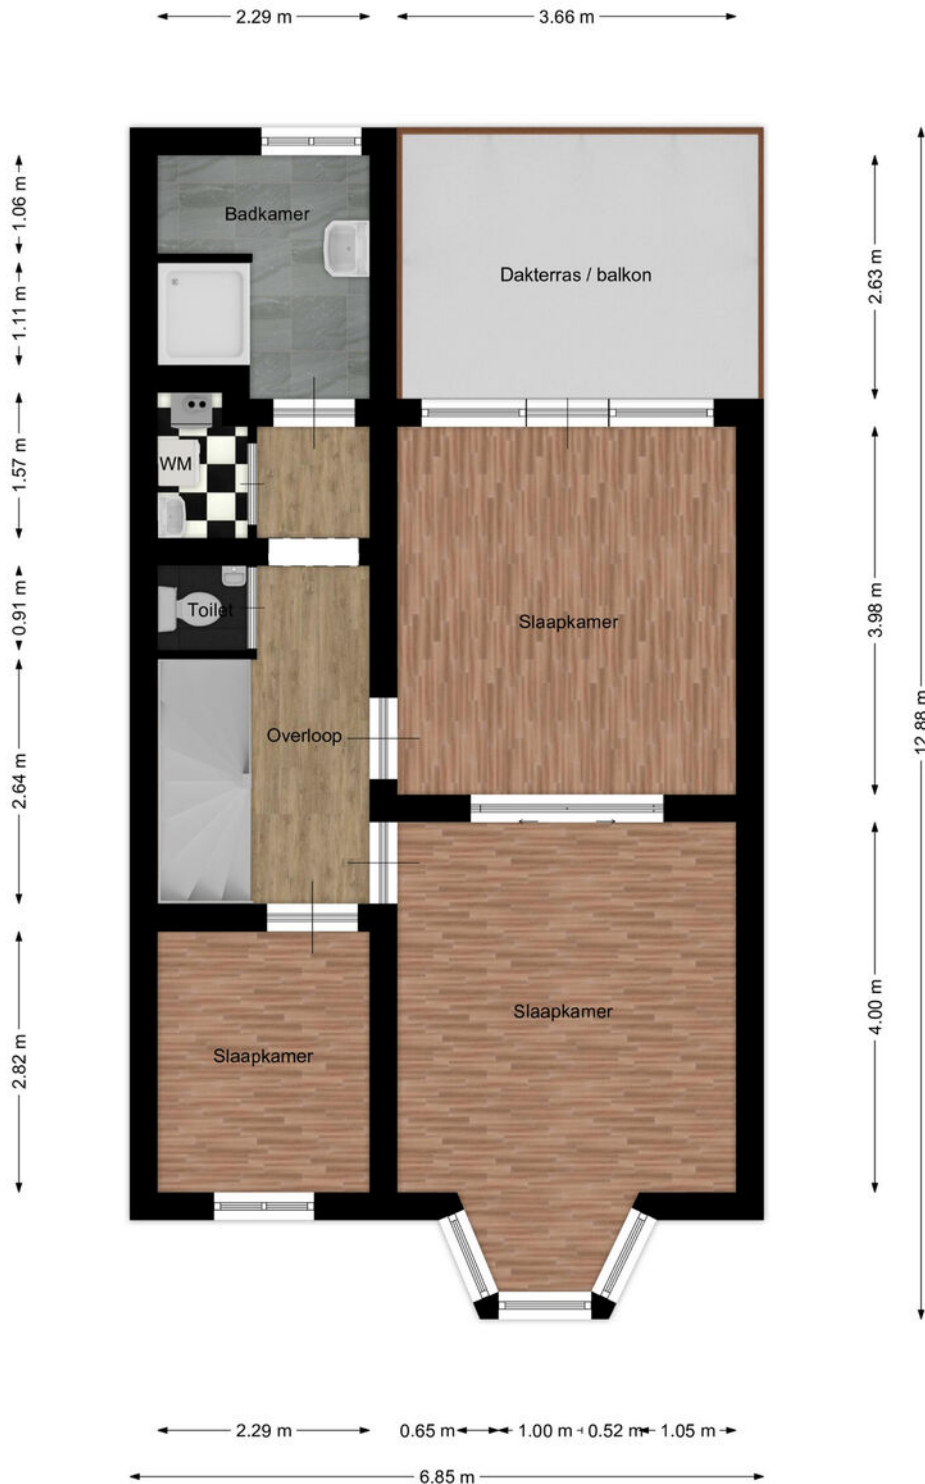 2.29 m
3.66 m
1.06 m
Badkamer
2.63 m
Dakterras / balkon
1.11 m
1.57 m
WM
0.91 m
Toilet
3.98 m
Slaapkamer
12.88 m
Overloop
2.64 m
4.00 m
Slaapkamer
2.82 m
Slaapkamer
2.29 m
0.65 m
1.00 m
0.52 m
1.05 m
6.85 m